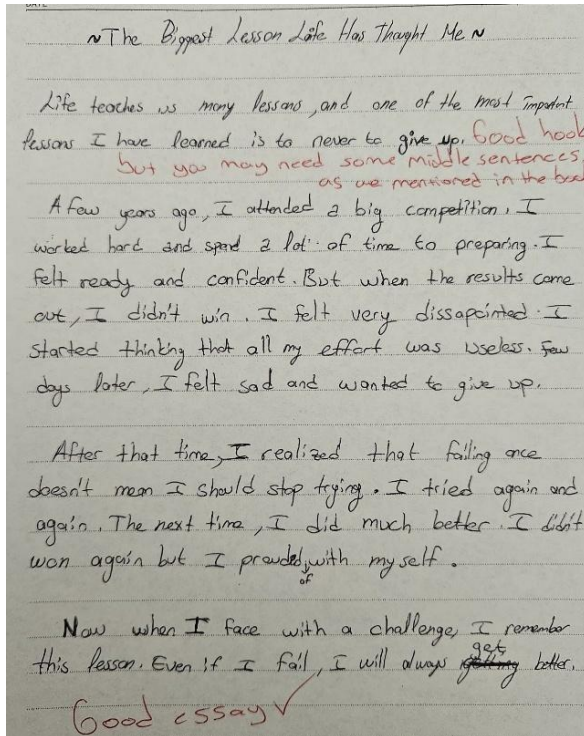 DATE
~The Biggest Lesson Life Has Thaught Me~
Life teaches us many lessons, and one of the most important
lessons I have learned is to never to give up. Good hook
but you may need some middle sentences
as we mentioned in the boo
A few years ago, I attended a big competition. I
worked hard and spend a lot of time to preparing. I
felt ready and confident. But when the results come
out, I didn't win. I felt very dissapointed. I
started thinking that all my effort was useless. Few
days later, I felt sad and wanted to give up.
After that time, I realized that failing once
doesn't mean I should stop trying. I tried again and
again. The next time, I did much better. I didn't
won again but I prouded with myself.
of
Now when I face with a challenge, I remember
get
this lesson. Even if I fail, I will always better.
Good essay ✓